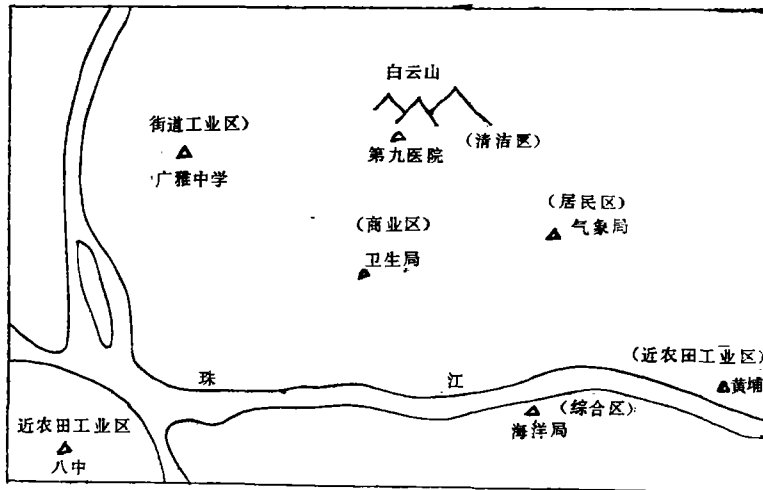 白云山
街道工业区)
(清洁区)
第九医院
广雅中学
(居民区)
(商业区)
气象局
卫生局
(近农田工业区)
珠
江
黄埔
(综合区)
近农田工业区
海洋局
八中